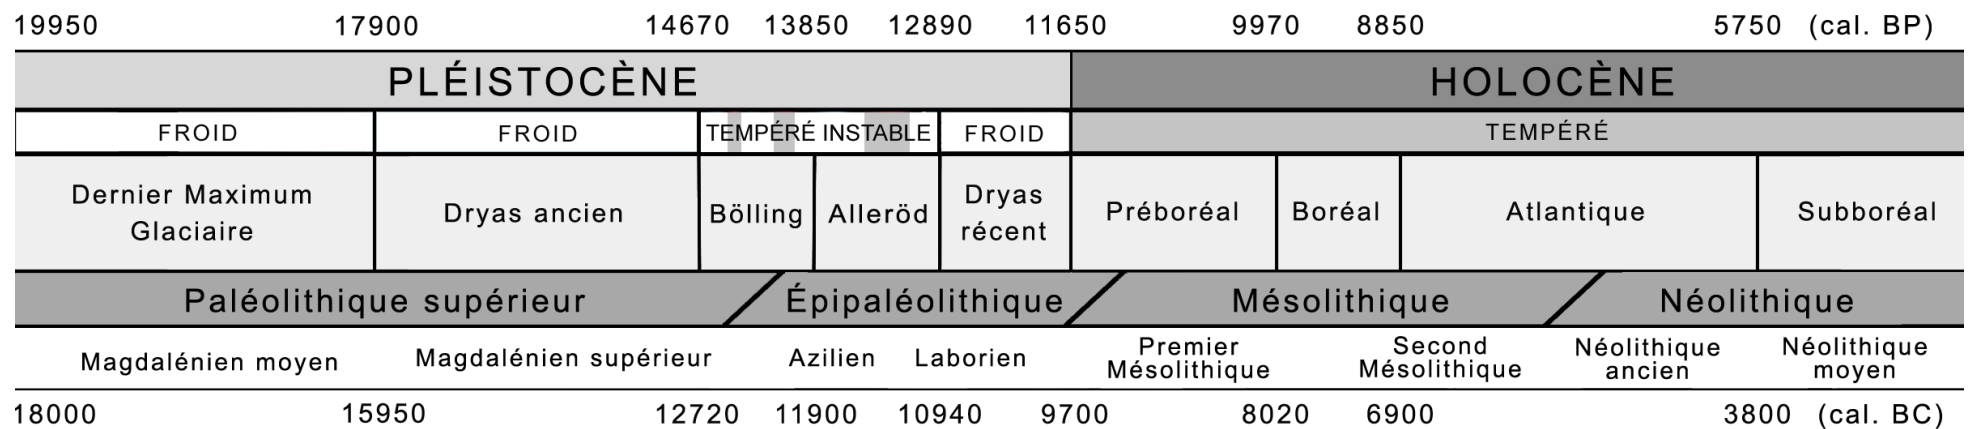 19950 17900 14670 13850 12890 11650 9970 8850 5750 (cal. BP)
PLÉISTOCÈNE HOLOCÈNE
FROID FROID TEMPÉRÉ INSTABLE FROID TEMPÉRÉ
Dernier Maximum
Glaciaire
Dryas ancien
Bölling
Alleröd
Dryas
récent
Préboréal
Boréal
Atlantique
Subboréal
Paléolithique supérieur Épipaléolithique Mésolithique Néolithique
Magdalénien moyen
Magdalénien supérieur
Azilien
Laborien
Premier
Mésolithique
Second
Mésolithique
Néolithique
ancien
Néolithique
moyen
18000 15950 12720 11900 10940 9700 8020 6900 3800 (cal. BC)